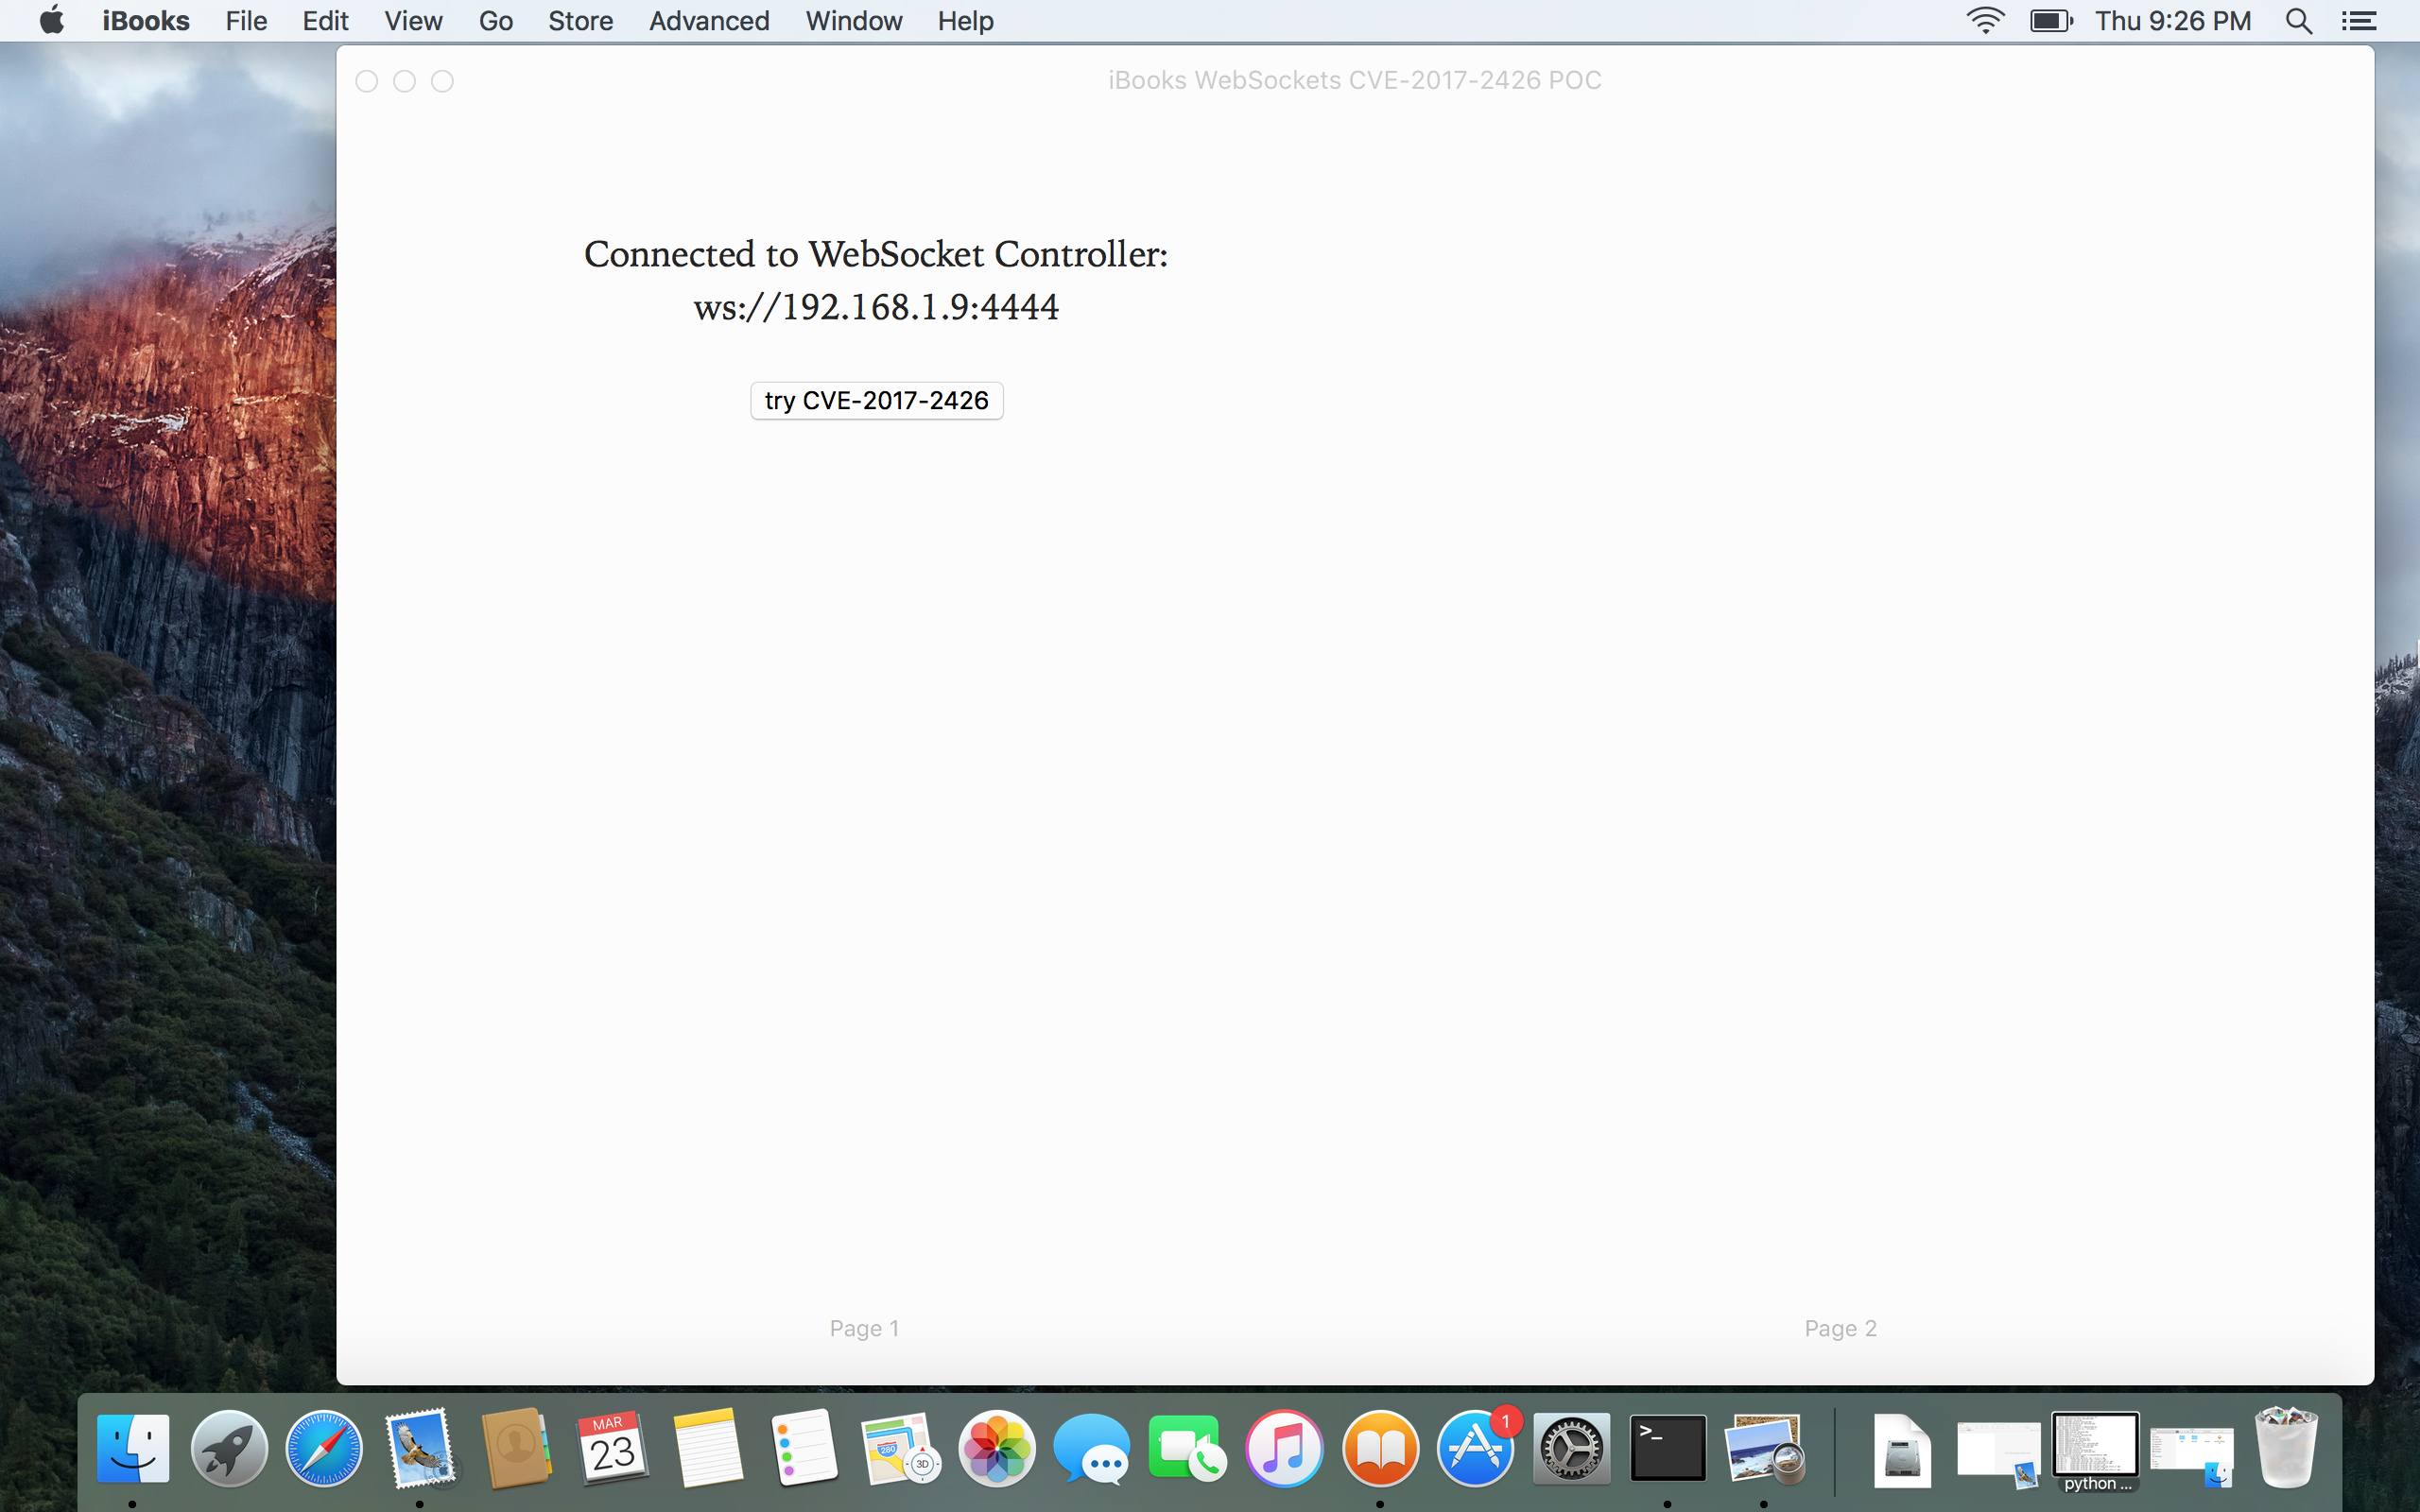 iBooks File Edit View Go Store Advanced Window Help Thu 9:26 PM
iBooks WebSockets CVE-2017-2426 POC
Connected to WebSocket Controller:
ws://192.168.1.9:4444
try CVE-2017-2426
Page 1 Page 2
MAR
23
280
3D
1
>_
python ...